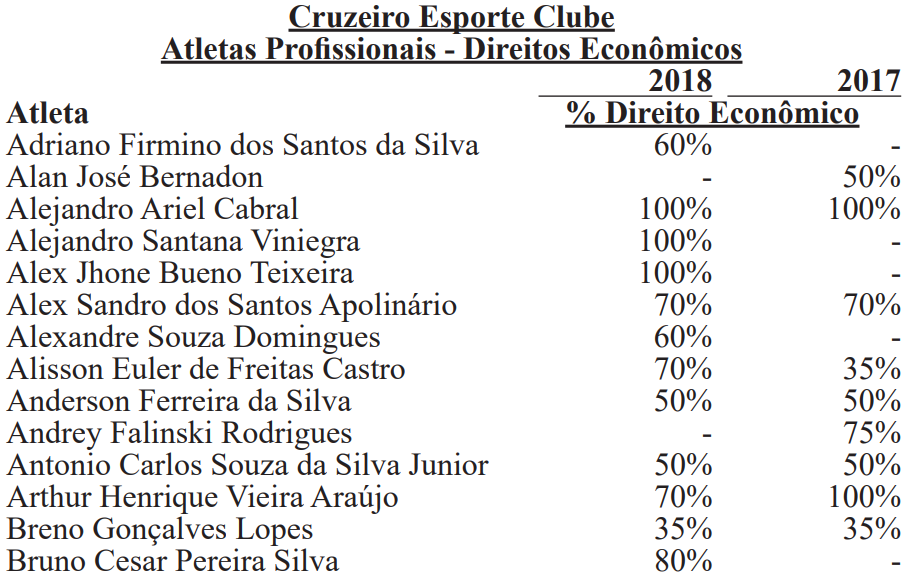 Cruzeiro Esporte Clube
Atletas Profissionais - Direitos Econômicos
2018 2017
Atleta % Direito Econômico
Adriano Firmino dos Santos da Silva 60% -
Alan José Bernadon - 50%
Alejandro Ariel Cabral 100% 100%
Alejandro Santana Viniegra 100% -
Alex Jhone Bueno Teixeira 100% -
Alex Sandro dos Santos Apolinário 70% 70%
Alexandre Souza Domingues 60% -
Alisson Euler de Freitas Castro 70% 35%
Anderson Ferreira da Silva 50% 50%
Andrey Falinski Rodrigues - 75%
Antonio Carlos Souza da Silva Junior 50% 50%
Arthur Henrique Vieira Araújo 70% 100%
Breno Gonçalves Lopes 35% 35%
Bruno Cesar Pereira Silva 80% -